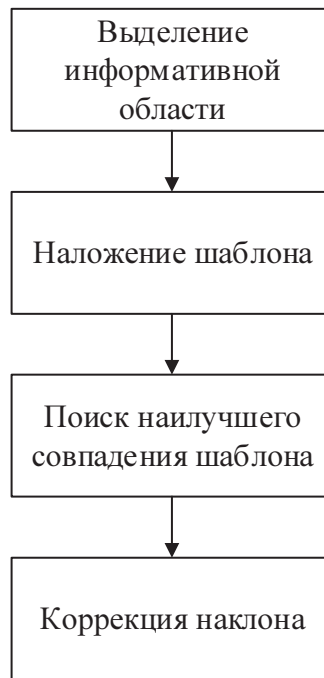 Выделение
информативной
области
Наложение шаблона
Поиск наилучшего
совпадения шаблона
Коррекция наклона